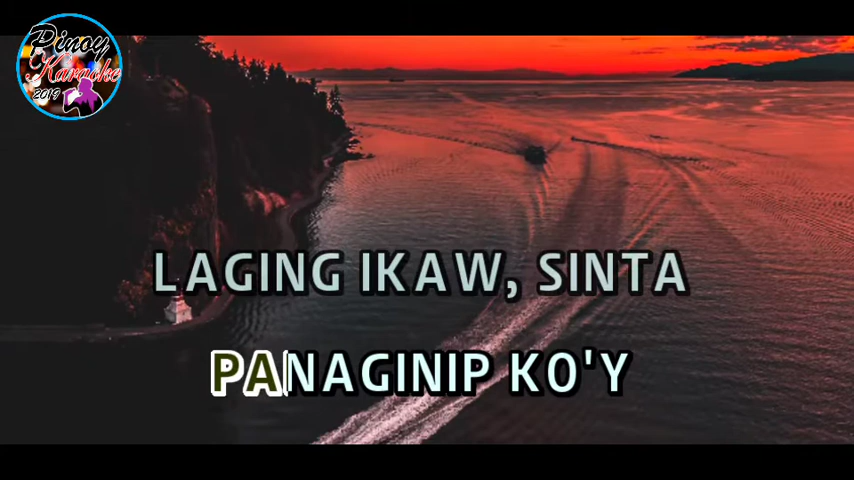 Pinoy
Karaoke
2019
LAGING IKAW, SINTA
PANAGINIP KO'Y